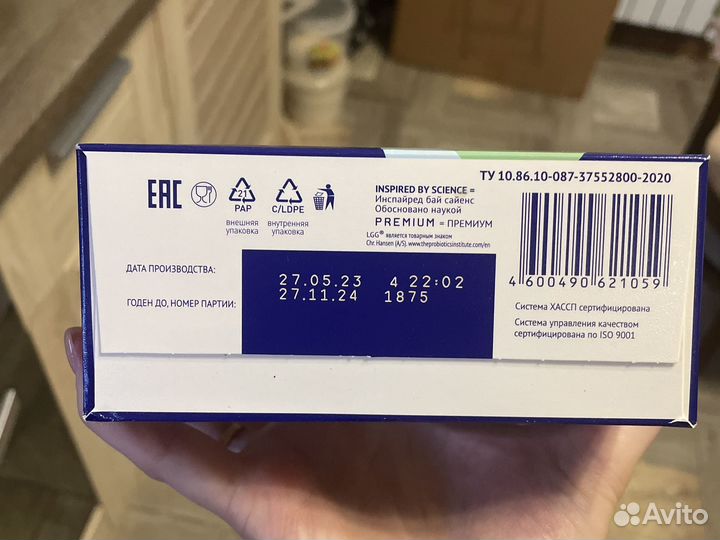 ТУ 10.86.10-087-37552800-2020
EAC
21
PAP
внешняя
упаковка
C/LDPE
внутренняя
упаковка
INSPIRED BY SCIENCE =
Инспайред бай сайенс
Обосновано наукой
PREMIUM = ПРЕМИУМ
LGG® является товарным знаком
Chr. Hansen (A/S). www.theprobioticsinstitute.com/en
4 600490 621059
ДАТА ПРОИЗВОДСТВА:
27.05.23 4 22:02
ГОДЕН ДО, НОМЕР ПАРТИИ:
27.11.24 1875
Система ХАССП сертифицирована
Система управления качеством
сертифицирована по ISO 9001
Avito